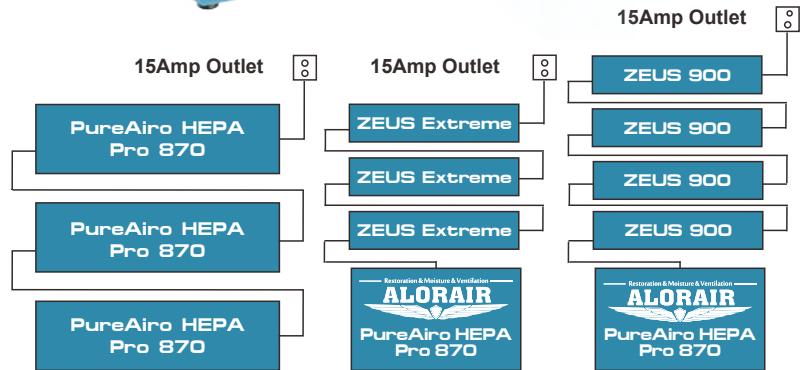 15Amp Outlet
PureAiro HEPA
Pro 870
PureAiro HEPA
Pro 870
PureAiro HEPA
Pro 870
15Amp Outlet
ZEUS Extreme
ZEUS Extreme
ZEUS Extreme
Restoration & Moisture & Ventilation
ALORAIR
PureAiro HEPA
Pro 870
15Amp Outlet
ZEUS 900
ZEUS 900
ZEUS 900
ZEUS 900
Restoration & Moisture & Ventilation
ALORAIR
PureAiro HEPA
Pro 870